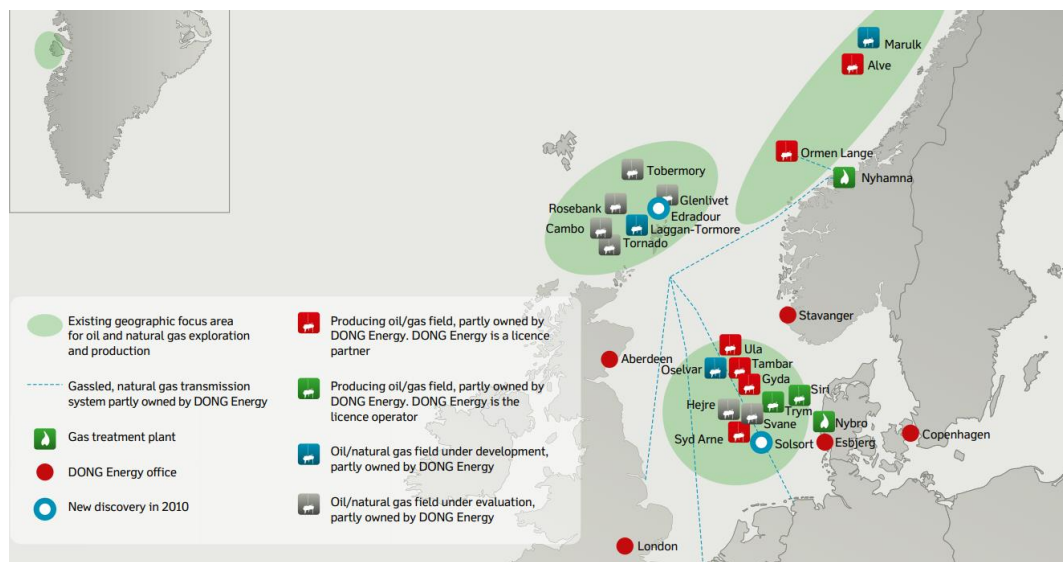 Marulk
Alve
Ormen Lange
Nyhamna
Tobermory
Glenlivet
Rosebank
Edradour
Cambo
Laggan-Tormore
Tornado
Stavanger
Ula
Aberdeen
Oselvar
Tambar
Gyda
Siri
Hejre
Trym
Svane
Nybro
Syd Arne
Solsort
Esbjerg
Copenhagen
London
Existing geographic focus area
for oil and natural gas exploration
and production
Gassled, natural gas transmission
system partly owned by DONG Energy
Gas treatment plant
DONG Energy office
New discovery in 2010
Producing oil/gas field, partly owned by
DONG Energy. DONG Energy is a licence
partner
Producing oil/gas field, partly owned by
DONG Energy. DONG Energy is the
licence operator
Oil/natural gas field under development,
partly owned by DONG Energy
Oil/natural gas field under evaluation,
partly owned by DONG Energy